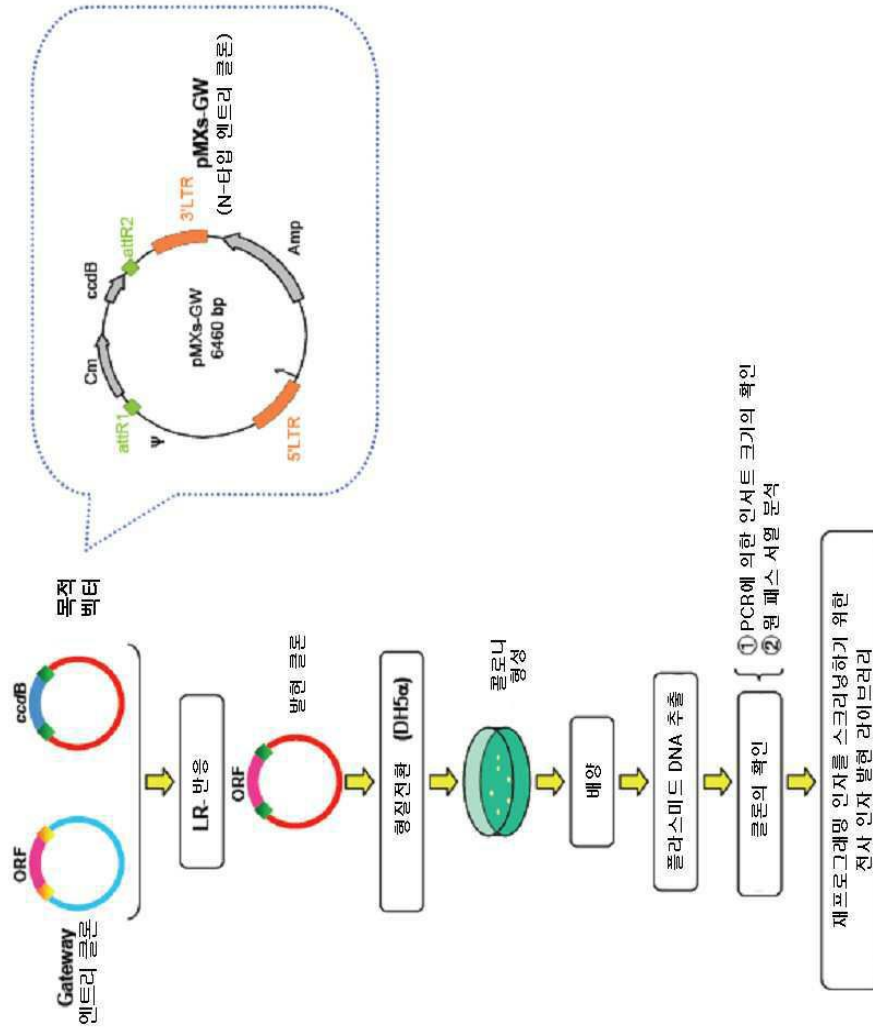 Gateway
엔트리 클론
ORF
ccdB
목적
벡터
LR- 반응
ORF
발현 클론
형질전환 (DH5α)
콜로니
형성
배양
플라스미드 DNA 추출
클론의 확인
① PCR에 의한 인서트 크기의 확인
② 원 패스 서열 분석
재프로그래밍 인자를 스크리닝하기 위한
전사 인자 발현 라이브러리
attR1
Cm
ccdB
attR2
3'LTR
Amp
5'LTR
Ψ
pMXs-GW
6460 bp
pMXs-GW
(N-타입 엔트리 클론)